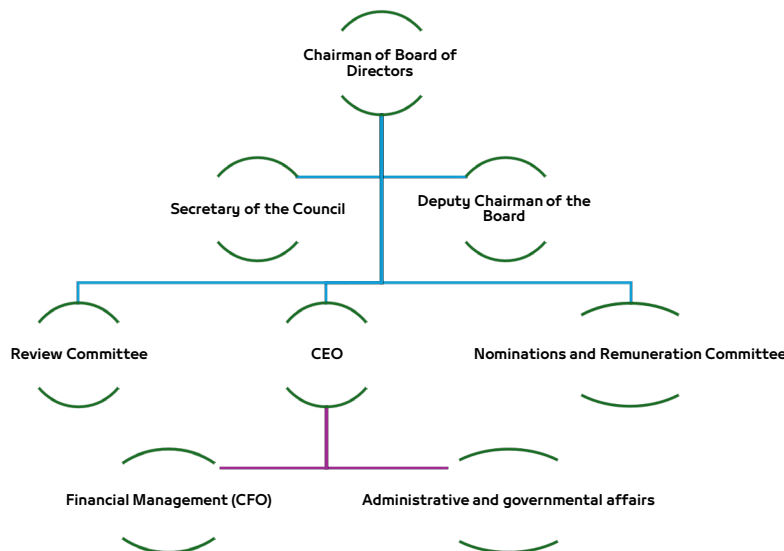 Chairman of Board of
Directors
Secretary of the Council
Deputy Chairman of the
Board
Review Committee
CEO
Nominations and Remuneration Committee
Financial Management (CFO)
Administrative and governmental affairs